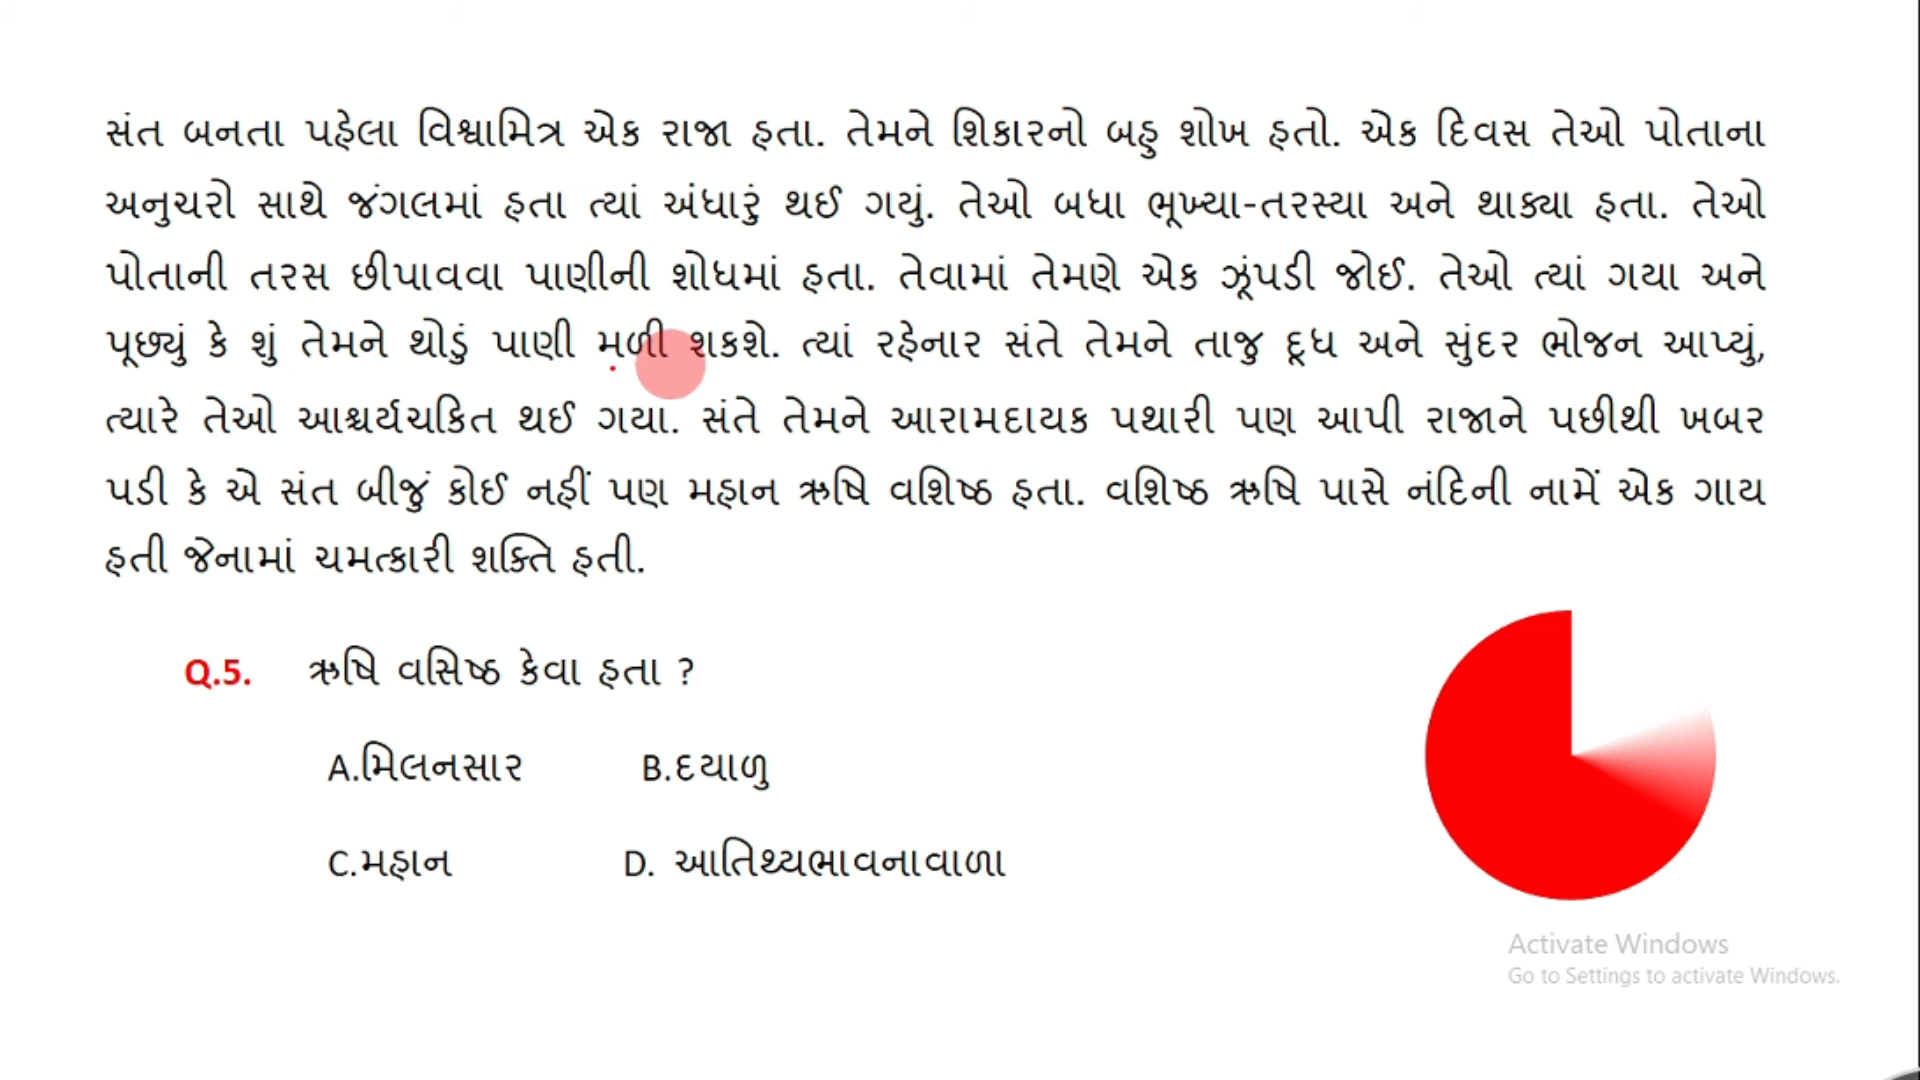 સંત બનતા પહેલા વિશ્વામિત્ર એક રાજા હતા. તેમને શિકારનો બહુ શોખ હતો. એક દિવસ તેઓ પોતાના
અનુચરો સાથે જંગલમાં હતા ત્યાં અંધારું થઈ ગયું. તેઓ બધા ભૂખ્યા-તરસ્યા અને થાક્યા હતા. તેઓ
પોતાની તરસ છીપાવવા પાણીની શોધમાં હતા. તેવામાં તેમણે એક ઝૂંપડી જોઈ. તેઓ ત્યાં ગયા અને
પૂછ્યું કે શું તેમને થોડું પાણી મળી શકશે. ત્યાં રહેનાર સંતે તેમને તાજુ દૂધ અને સુંદર ભોજન આપ્યું,
ત્યારે તેઓ આશ્ચર્યચકિત થઈ ગયા. સંતે તેમને આરામદાયક પથારી પણ આપી રાજાને પછીથી ખબર
પડી કે એ સંત બીજું કોઈ નહીં પણ મહાન ઋષિ વશિષ્ઠ હતા. વશિષ્ઠ ઋષિ પાસે નંદિની નામેં એક ગાય
હતી જેનામાં ચમત્કારી શક્તિ હતી.
Q.5. ઋષિ વસિષ્ઠ કેવા હતા ?
A.મિલનસાર B.દયાળુ
C.મહાન D. આતિથ્યભાવનાવાળા
Activate Windows
Go to Settings to activate Windows.